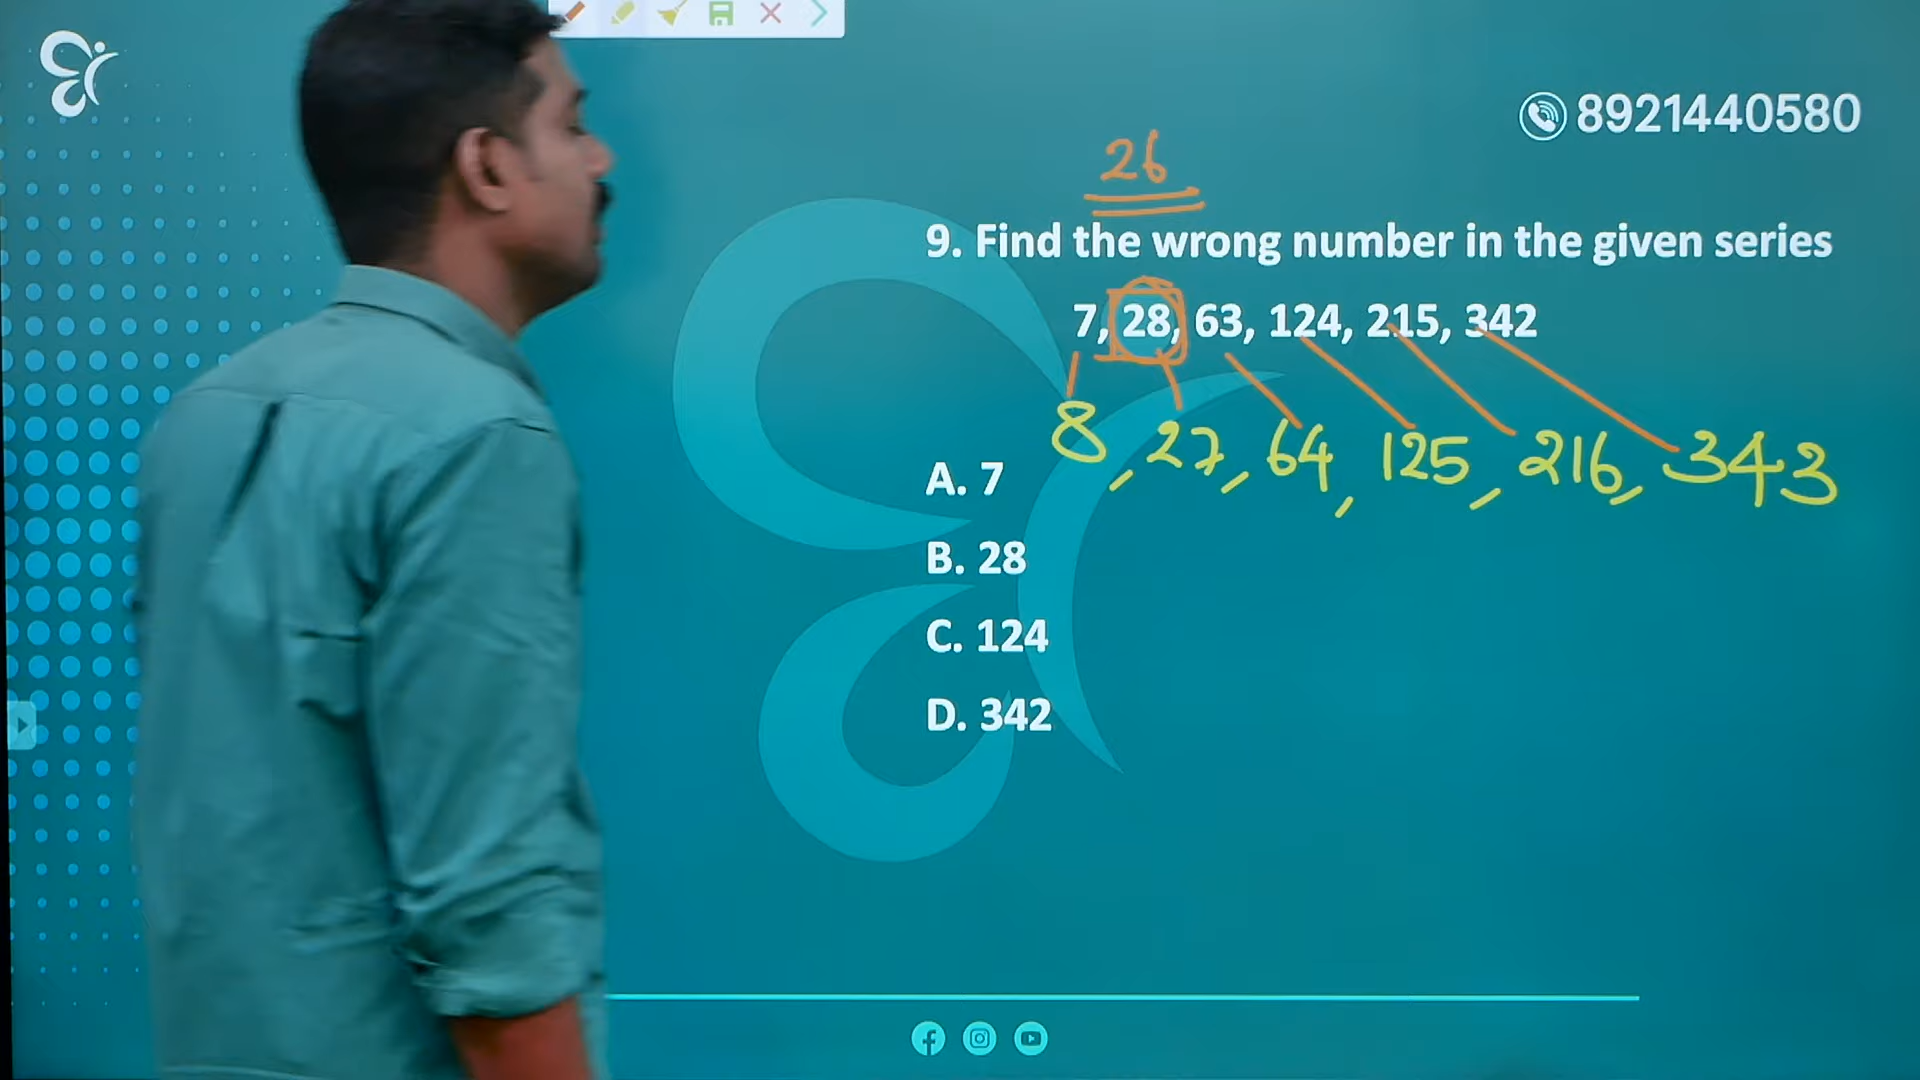 8921440580
26
9. Find the wrong number in the given series
7, 28, 63, 124, 215, 342
8, 27, 64, 125, 216, 343
A. 7
B. 28
C. 124
D. 342